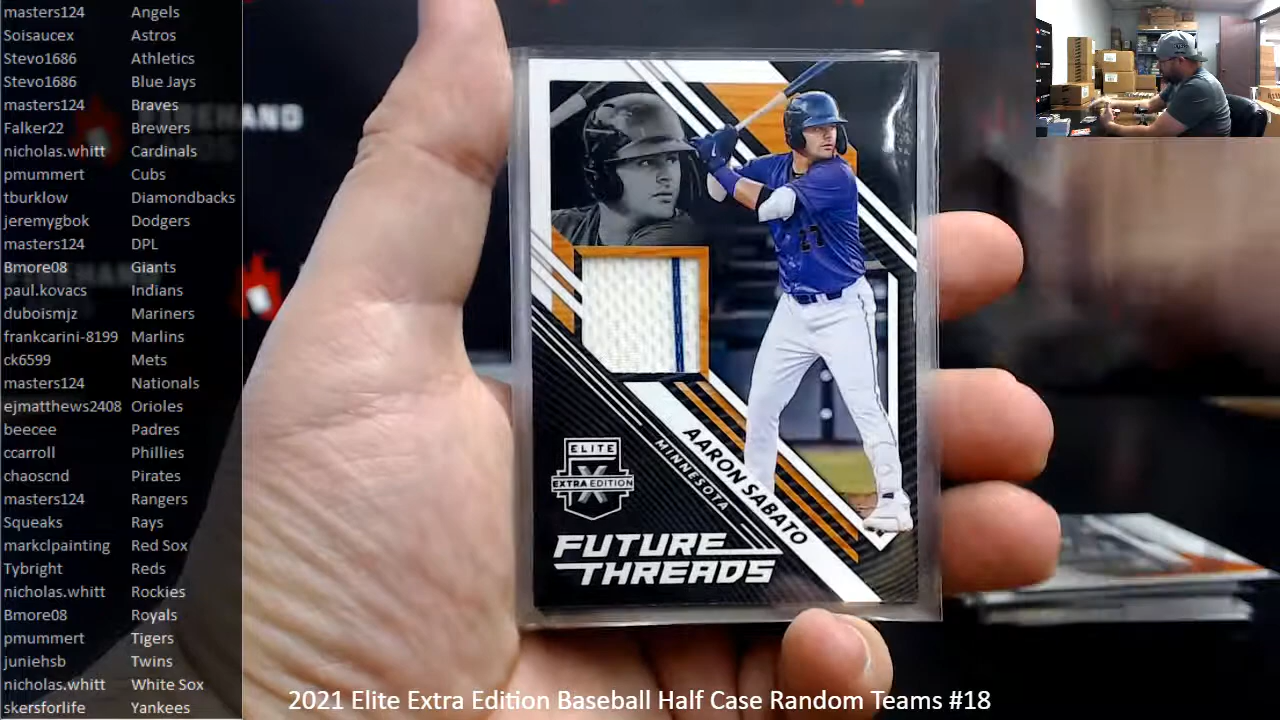 masters124 Angels
Soisaucex Astros
Stevo1686 Athletics
Stevo1686 Blue Jays
masters124 Braves
Falker22 Brewers
nicholas.whitt Cardinals
pmummert Cubs
tburklow Diamondbacks
jeremygbok Dodgers
masters124 DPL
Bmore08 Giants
paul.kovacs Indians
duboismjz Mariners
frankcarini-8199 Marlins
ck6599 Mets
masters124 Nationals
ejmatthews2408 Orioles
beecee Padres
ccarroll Phillies
chaoscnd Pirates
masters124 Rangers
Squeaks Rays
markclpainting Red Sox
Tybright Reds
nicholas.whitt Rockies
Bmore08 Royals
pmummert Tigers
juniehsb Twins
nicholas.whitt White Sox
skersforlife Yankees
27
AARON SABATO
MINNESOTA
ELITE
X
EXTRA EDITION
FUTURE
THREADS
2021 Elite Extra Edition Baseball Half Case Random Teams #18